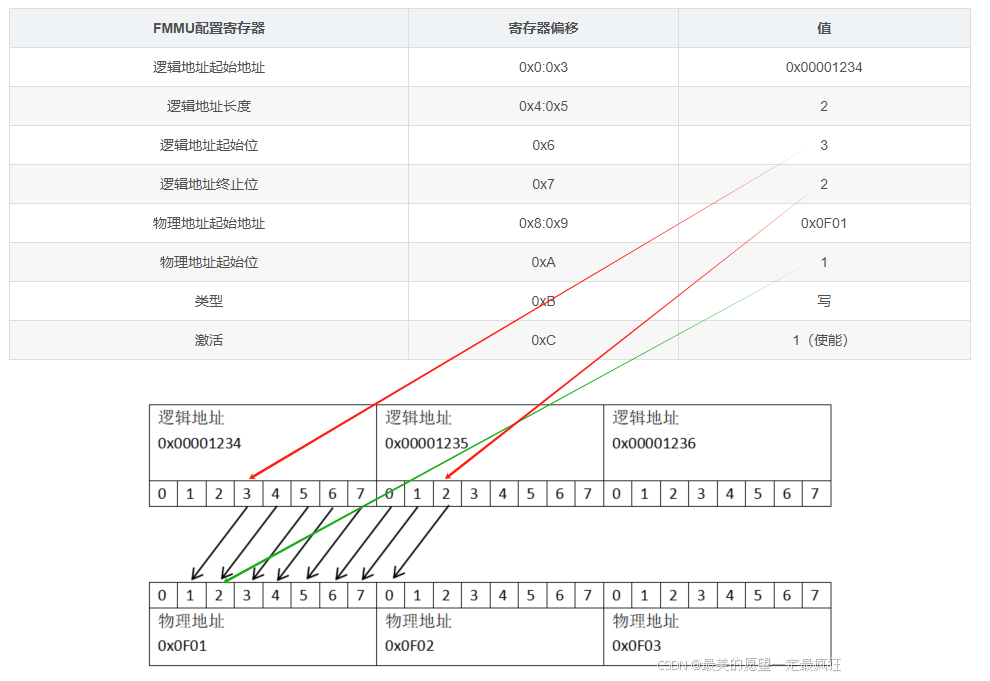 FMMU配置寄存器 寄存器偏移 值
逻辑地址起始地址 0x0:0x3 0x00001234
逻辑地址长度 0x4:0x5 2
逻辑地址起始位 0x6 3
逻辑地址终止位 0x7 2
物理地址起始地址 0x8:0x9 0x0F01
物理地址起始位 0xA 1
类型 0xB 写
激活 0xC 1（使能）
逻辑地址 逻辑地址 逻辑地址
0x00001234 0x00001235 0x00001236
0 1 2 3 4 5 6 7 0 1 2 3 4 5 6 7 0 1 2 3 4 5 6 7
0 1 2 3 4 5 6 7 0 1 2 3 4 5 6 7 0 1 2 3 4 5 6 7
物理地址 物理地址 物理地址
0x0F01 0x0F02 0x0F03
CSDN @最美的愿望一定最疯狂